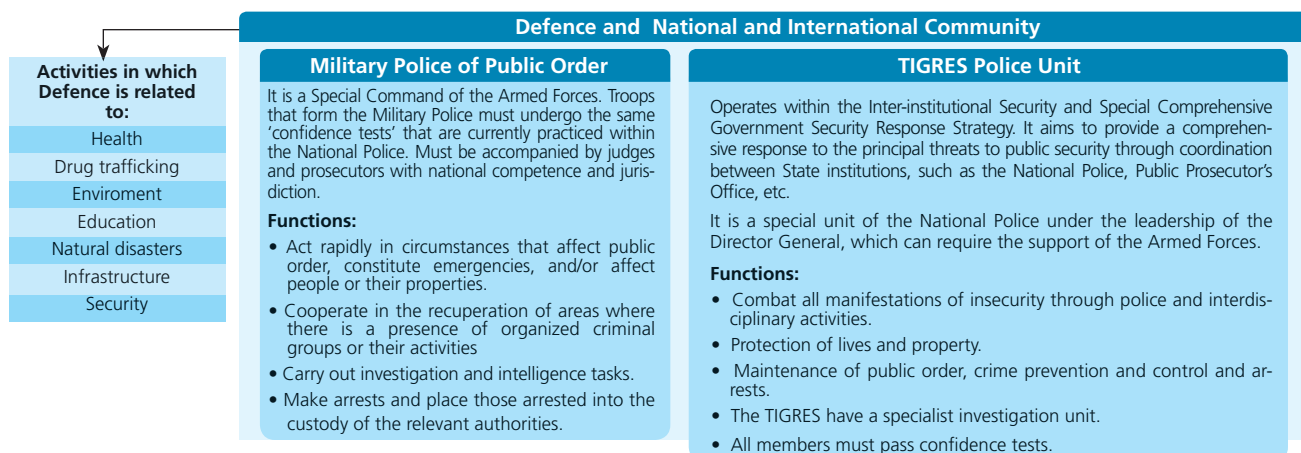 Defence and National and International Community
Activities in which
Defence is related
to:
Health
Drug trafficking
Enviroment
Education
Natural disasters
Infrastructure
Security
Military Police of Public Order
It is a Special Command of the Armed Forces. Troops
that form the Military Police must undergo the same
‘confidence tests’ that are currently practiced within
the National Police. Must be accompanied by judges
and prosecutors with national competence and juris-
diction.
Functions:
• Act rapidly in circumstances that affect public
order, constitute emergencies, and/or affect
people or their properties.
• Cooperate in the recuperation of areas where
there is a presence of organized criminal
groups or their activities
• Carry out investigation and intelligence tasks.
• Make arrests and place those arrested into the
custody of the relevant authorities.
TIGRES Police Unit
Operates within the Inter-institutional Security and Special Comprehensive
Government Security Response Strategy. It aims to provide a comprehen-
sive response to the principal threats to public security through coordination
between State institutions, such as the National Police, Public Prosecutor’s
Office, etc.
It is a special unit of the National Police under the leadership of the
Director General, which can require the support of the Armed Forces.
Functions:
• Combat all manifestations of insecurity through police and interdis-
ciplinary activities.
• Protection of lives and property.
• Maintenance of public order, crime prevention and control and ar-
rests.
• The TIGRES have a specialist investigation unit.
• All members must pass confidence tests.